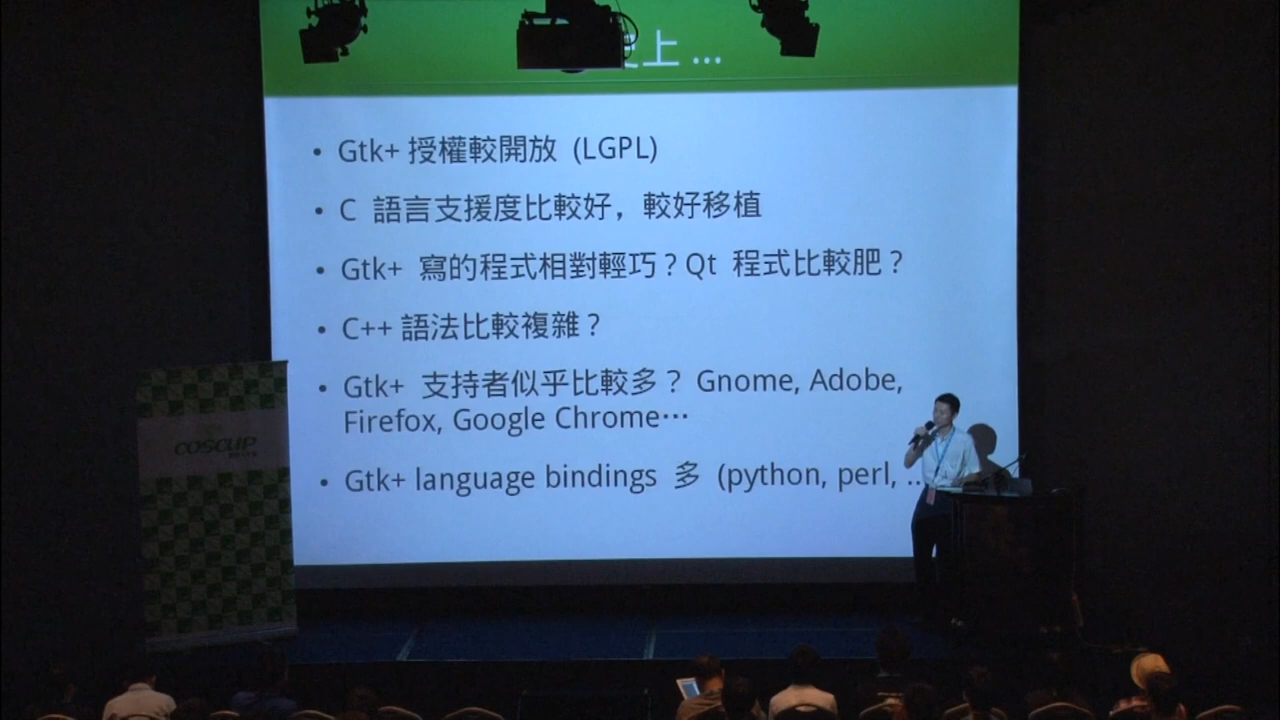 上 ...
• Gtk+ 授權較開放 (LGPL)
• C 語言支援度比較好，較好移植
• Gtk+ 寫的程式相對輕巧？Qt 程式比較肥？
• C++ 語法比較複雜？
• Gtk+ 支持者似乎比較多？ Gnome, Adobe,
Firefox, Google Chrome…
• Gtk+ language bindings 多 (python, perl, ..
COSCUP